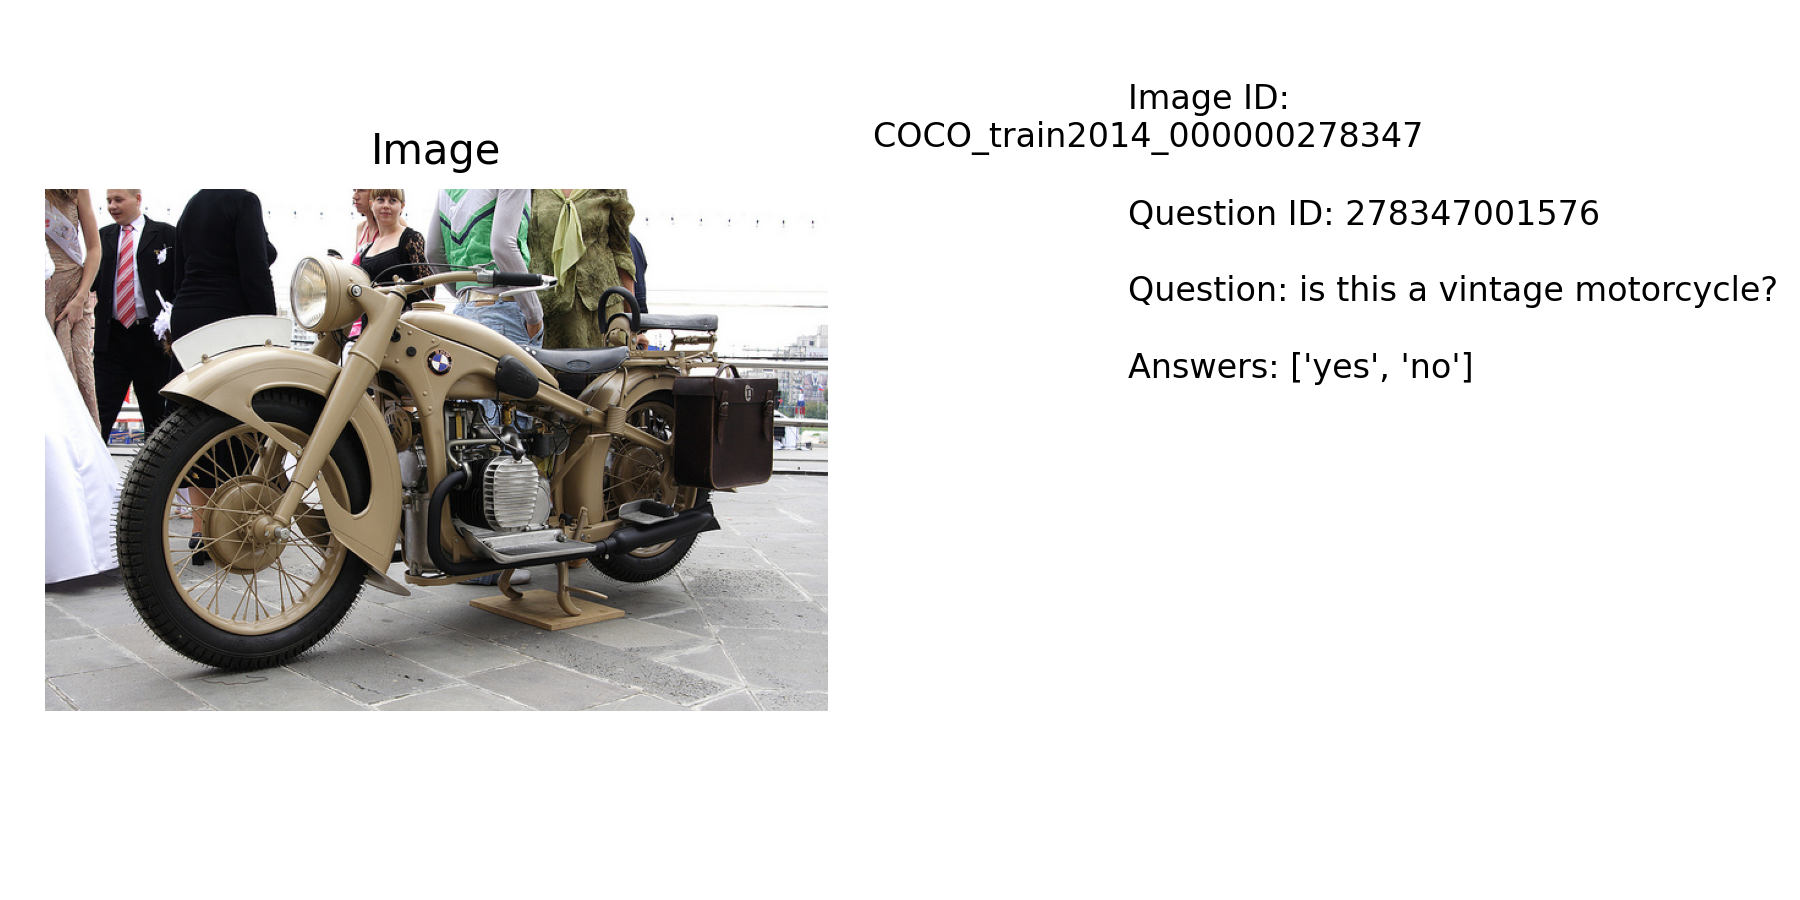 Image
Image ID:
COCO_train2014_000000278347
Question ID: 278347001576
Question: is this a vintage motorcycle?
Answers: ['yes', 'no']